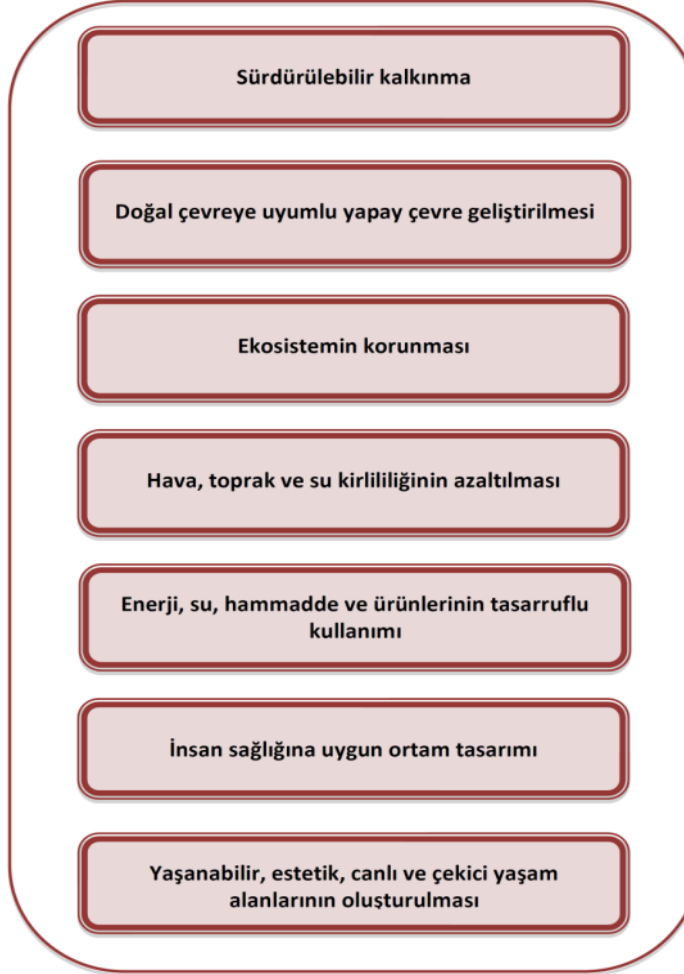 Sürdürülebilir kalkınma
Doğal çevreye uyumlu yapay çevre geliştirilmesi
Ekosistemin korunması
Hava, toprak ve su kirlililiğinin azaltılması
Enerji, su, hammadde ve ürünlerinin tasarruflu
kullanımı
İnsan sağlığına uygun ortam tasarımı
Yaşanabilir, estetik, canlı ve çekici yaşam
alanlarının oluşturulması